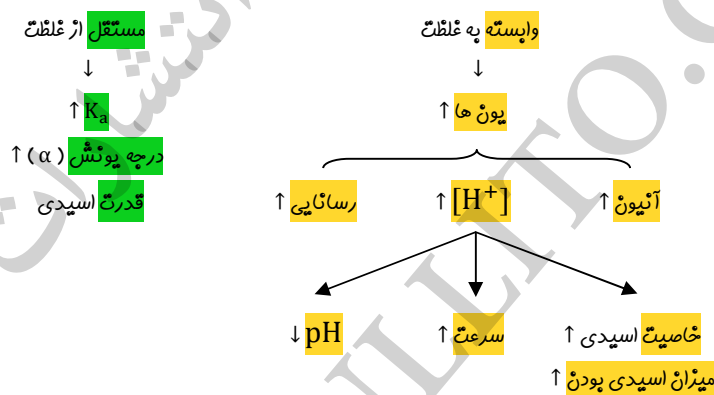 وابسته به غلظت
↓
یون ها ↑
آنیون ↑
[H⁺] ↑
رسانایی ↑
خاصیت اسیدی ↑
میزان اسیدی بودن ↑
سرعت ↑
pH ↓
مستقل از غلظت
↓
Kₐ ↑
درجه یونش (α) ↑
قدرت اسیدی
انتشارات